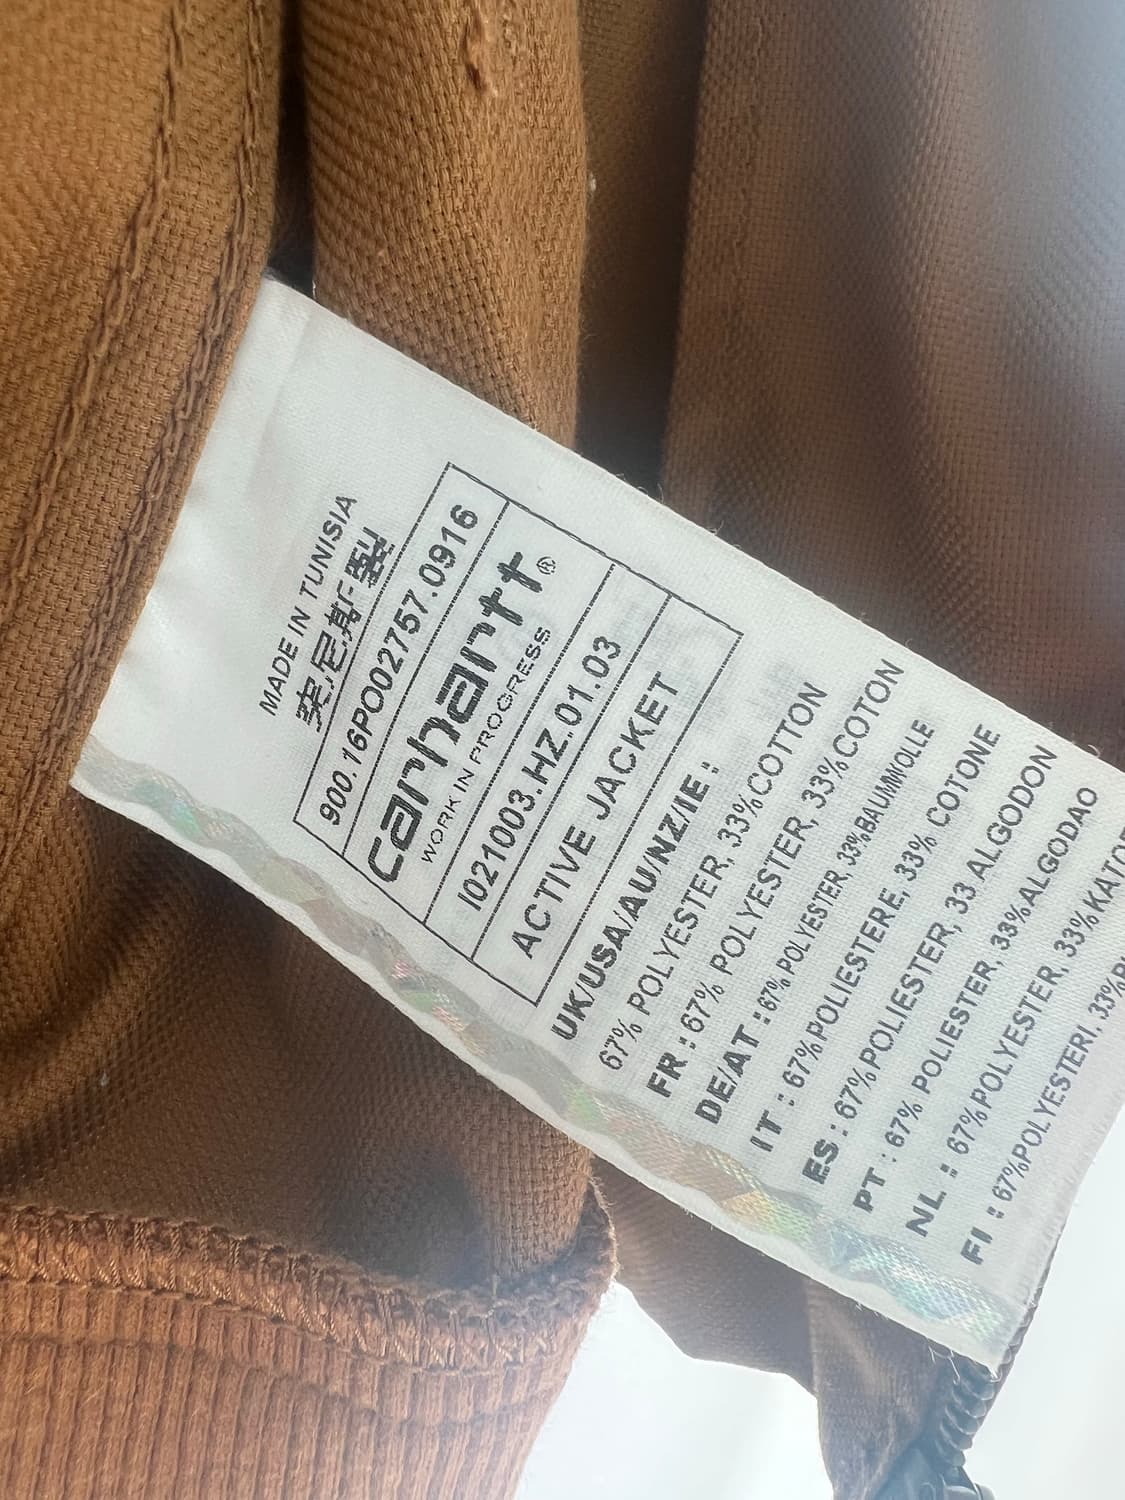 MADE IN TUNISIA
突尼斯製
900.16PO02757.0916
carhartt®
WORK IN PROGRESS
I021003.HZ.01.03
ACTIVE JACKET
UK/USA/AU/NZ/IE :
67% POLYESTER, 33% COTTON
FR : 67% POLYESTER, 33% COTON
DE/AT : 67% POLYESTER, 33% BAUMWOLLE
IT : 67% POLIESTERE, 33% COTONE
ES : 67% POLIESTER, 33 ALGODON
PT : 67% POLIESTER, 33% ALGODAO
NL : 67% POLYESTER, 33%
FI : 67% POLYESTERI, 33%